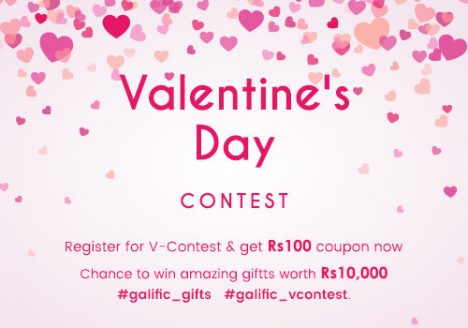 Valentine's
Day
CONTEST
Register for V-Contest & get Rs100 coupon now
Chance to win amazing giftts worth Rs10,000
#galific_gifts #galific_vcontest.